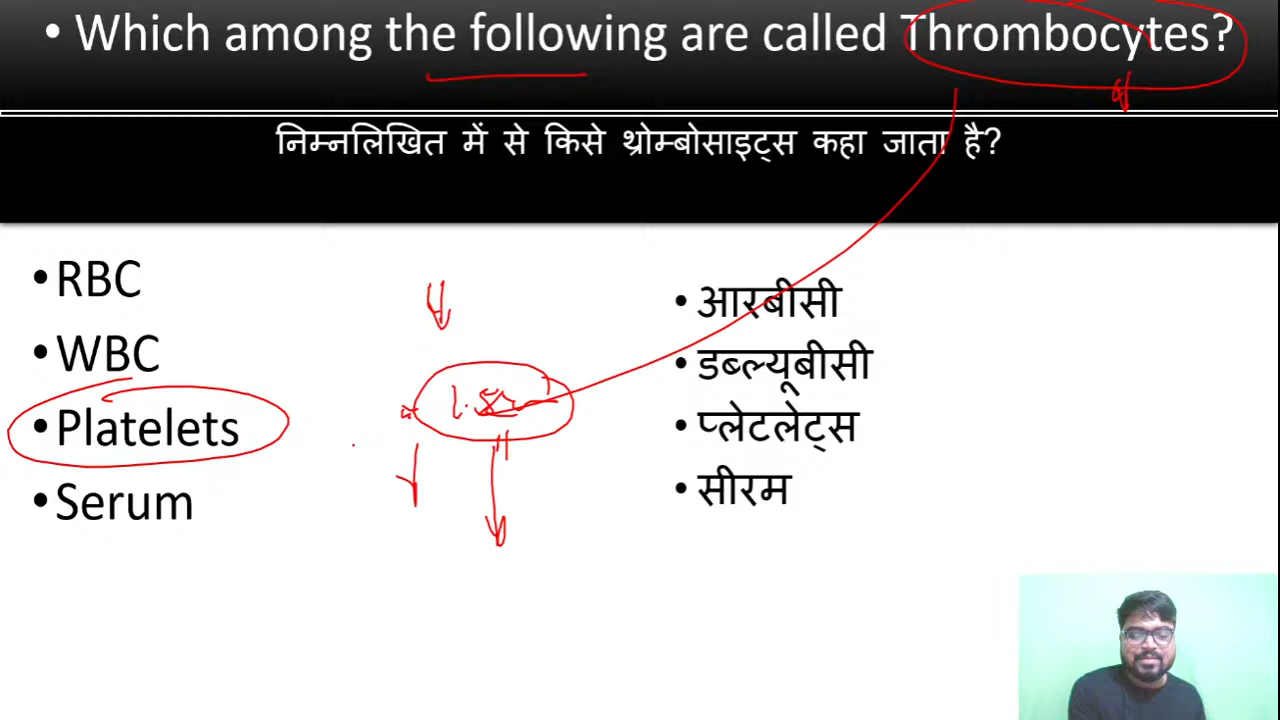 • Which among the following are called Thrombocytes?
निम्नलिखित में से किसे थ्रोम्बोसाइट्स कहा जाता है?
• RBC
• WBC
• Platelets
• Serum
• आरबीसी
• डब्ल्यूबीसी
• प्लेटलेट्स
• सीरम